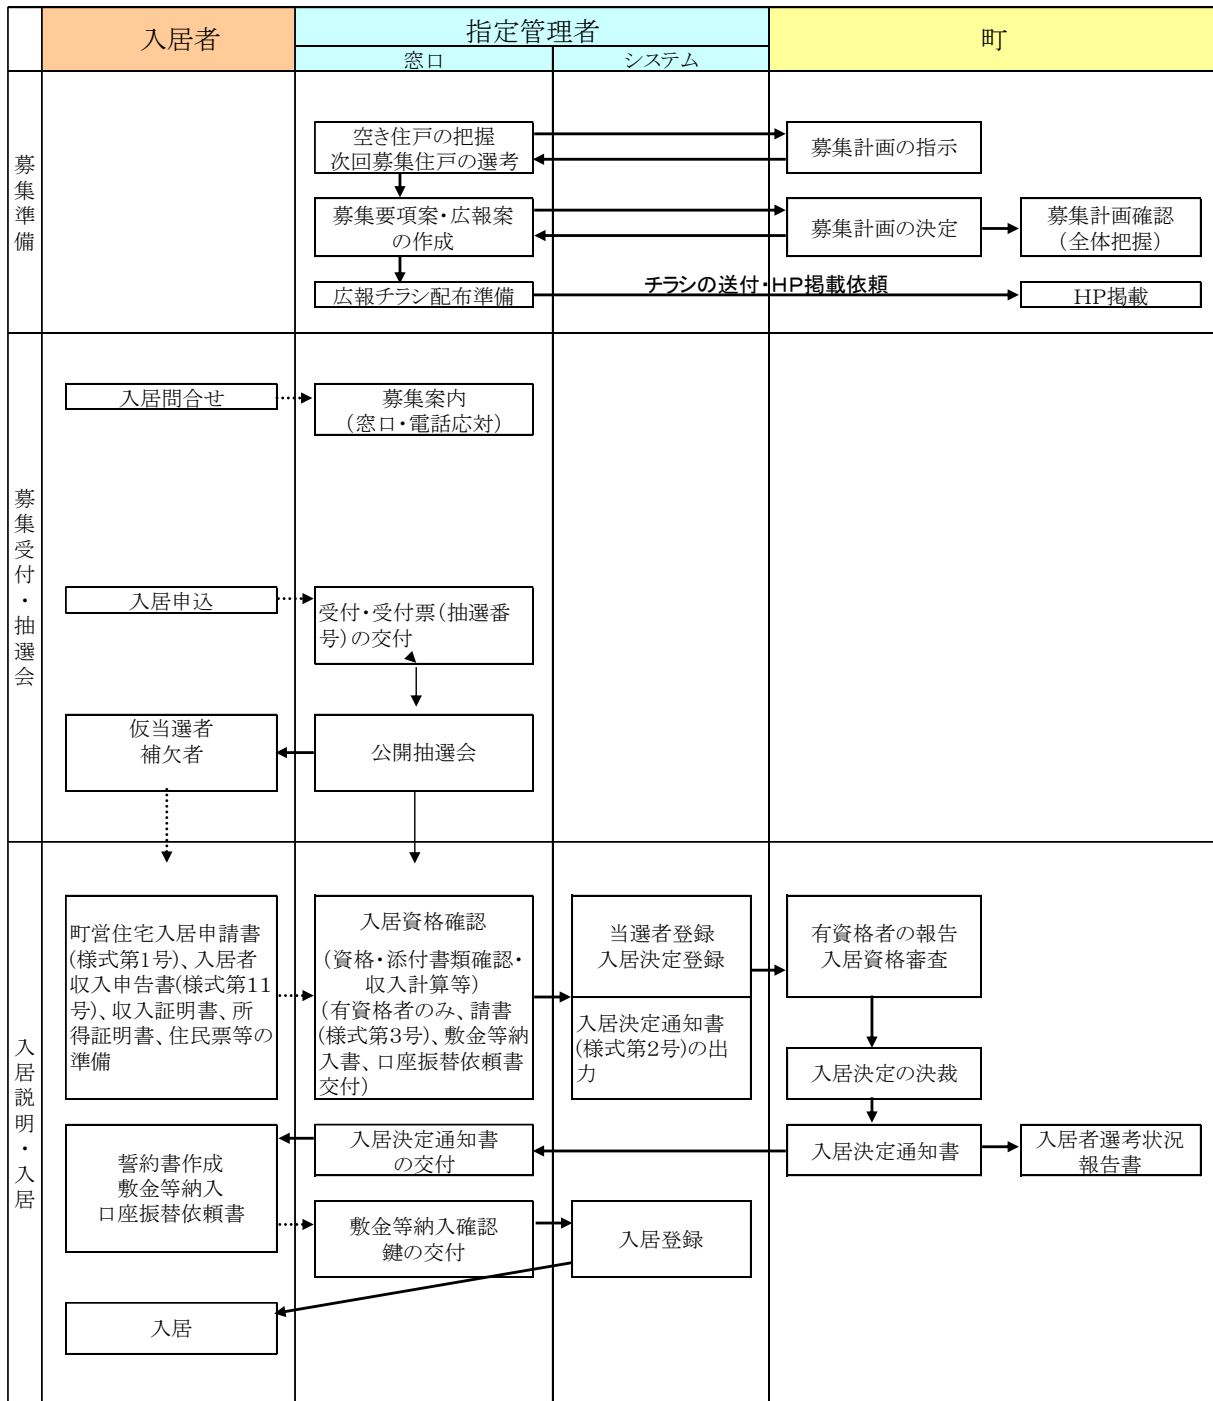 入居者
指定管理者
町
窓口
システム
募集準備
空き住戸の把握
次回募集住戸の選考
募集計画の指示
募集要項案・広報案
の作成
募集計画の決定
募集計画確認
（全体把握）
広報チラシ配布準備
チラシの送付・HP掲載依頼
HP掲載
募集受付・抽選会
入居問合せ
募集案内
（窓口・電話応対）
入居申込
受付・受付票（抽選番
号）の交付
仮当選者
補欠者
公開抽選会
入居説明・入居
町営住宅入居申請書
(様式第1号)、入居者
収入申告書(様式第11
号)、収入証明書、所
得証明書、住民票等の
準備
入居資格確認
（資格・添付書類確認・
収入計算等）
(有資格者のみ、請書
(様式第3号)、敷金等納
入書、口座振替依頼書
交付）
当選者登録
入居決定登録
入居決定通知書
(様式第2号)の出
力
有資格者の報告
入居資格審査
入居決定の決裁
誓約書作成
敷金等納入
口座振替依頼書
入居決定通知書
の交付
入居決定通知書
入居者選考状況
報告書
敷金等納入確認
鍵の交付
入居登録
入居